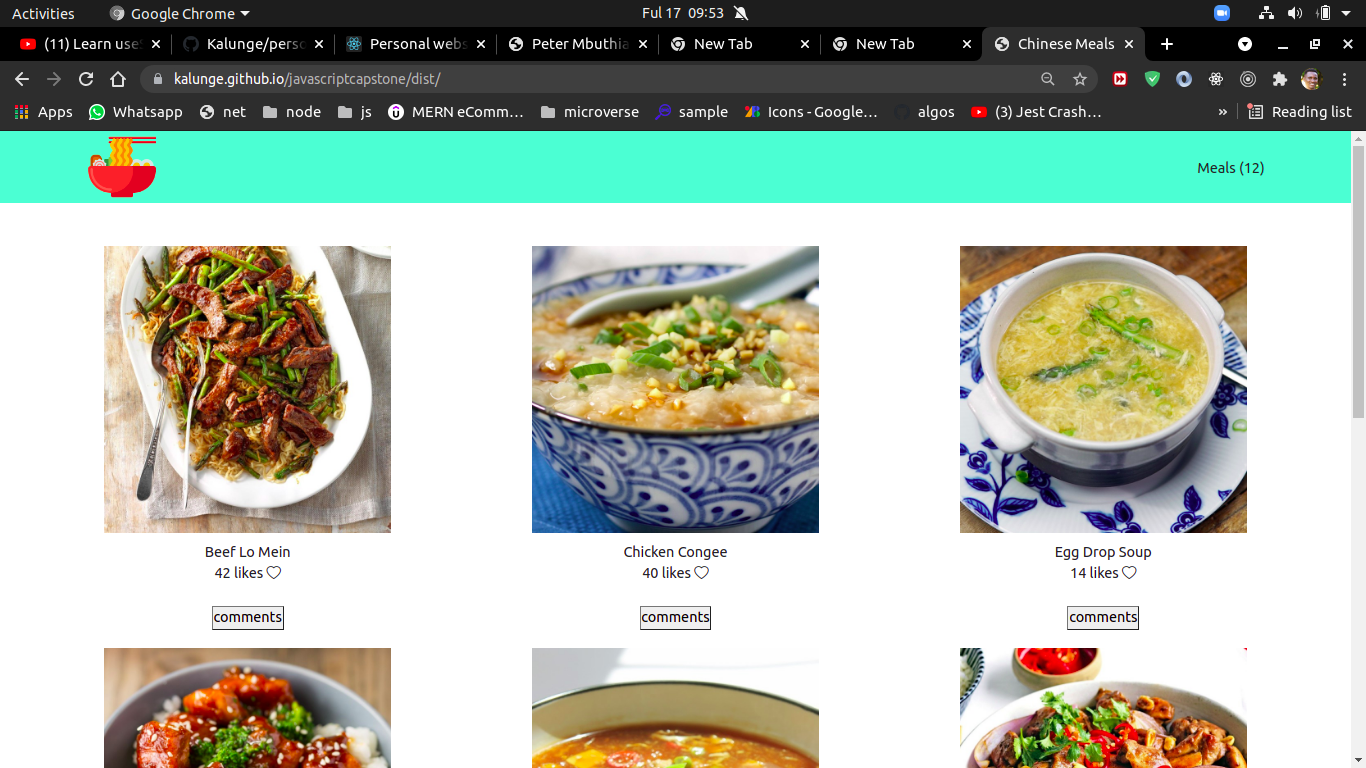 Activities
Google Chrome
Ful 17 09:53
(11) Learn use
Kalunge/perso
Personal webs
Peter Mbuthia
New Tab
New Tab
Chinese Meals
kalunge.github.io/javascriptcapstone/dist/
Apps
Whatsapp
net
node
js
MERN eComm...
microverse
sample
Icons - Google...
algos
(3) Jest Crash...
»
Reading list
Meals (12)
Beef Lo Mein
42 likes
comments
Chicken Congee
40 likes
comments
Egg Drop Soup
14 likes
comments